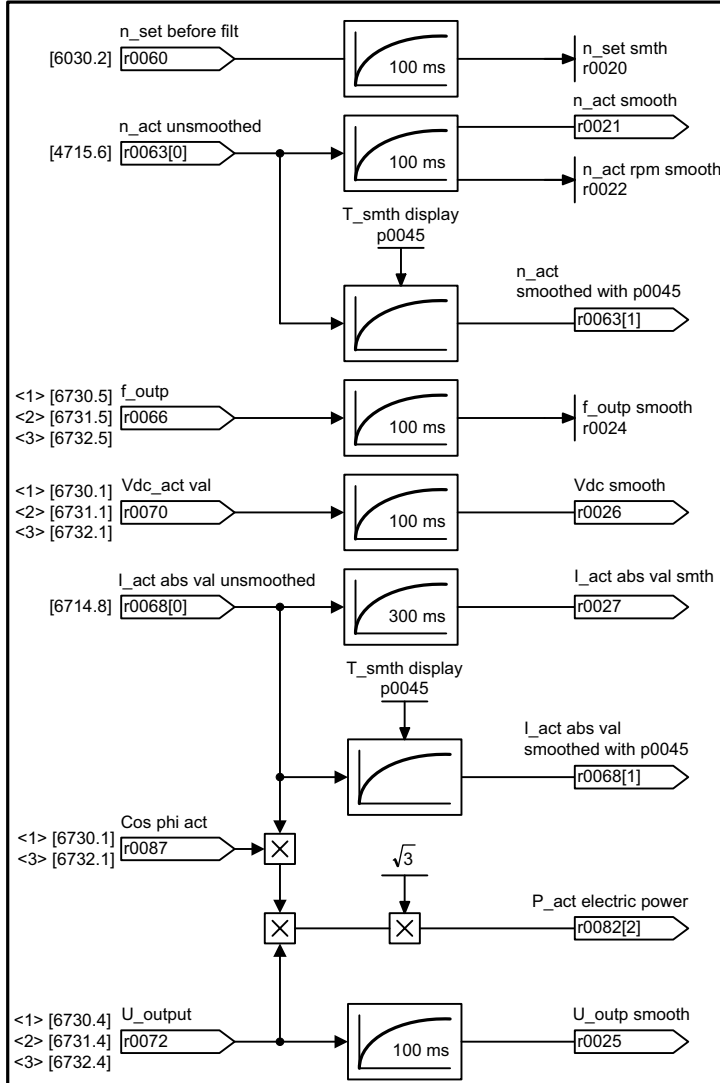 n_set before filt
[6030.2]
r0060
100 ms
n_set smth
r0020
n_act unsmoothed
[4715.6]
r0063[0]
100 ms
n_act smooth
r0021
n_act rpm smooth
r0022
T_smth display
p0045
n_act
smoothed with p0045
r0063[1]
<1> [6730.5]
<2> [6731.5]
<3> [6732.5]
f_outp
r0066
100 ms
f_outp smooth
r0024
<1> [6730.1]
<2> [6731.1]
<3> [6732.1]
Vdc_act val
r0070
100 ms
Vdc smooth
r0026
I_act abs val unsmoothed
[6714.8]
r0068[0]
300 ms
I_act abs val smth
r0027
T_smth display
p0045
I_act abs val
smoothed with p0045
r0068[1]
Cos phi act
<1> [6730.1]
<3> [6732.1]
r0087
×
√3
×
×
P_act electric power
r0082[2]
<1> [6730.4]
<2> [6731.4]
<3> [6732.4]
U_output
r0072
100 ms
U_outp smooth
r0025